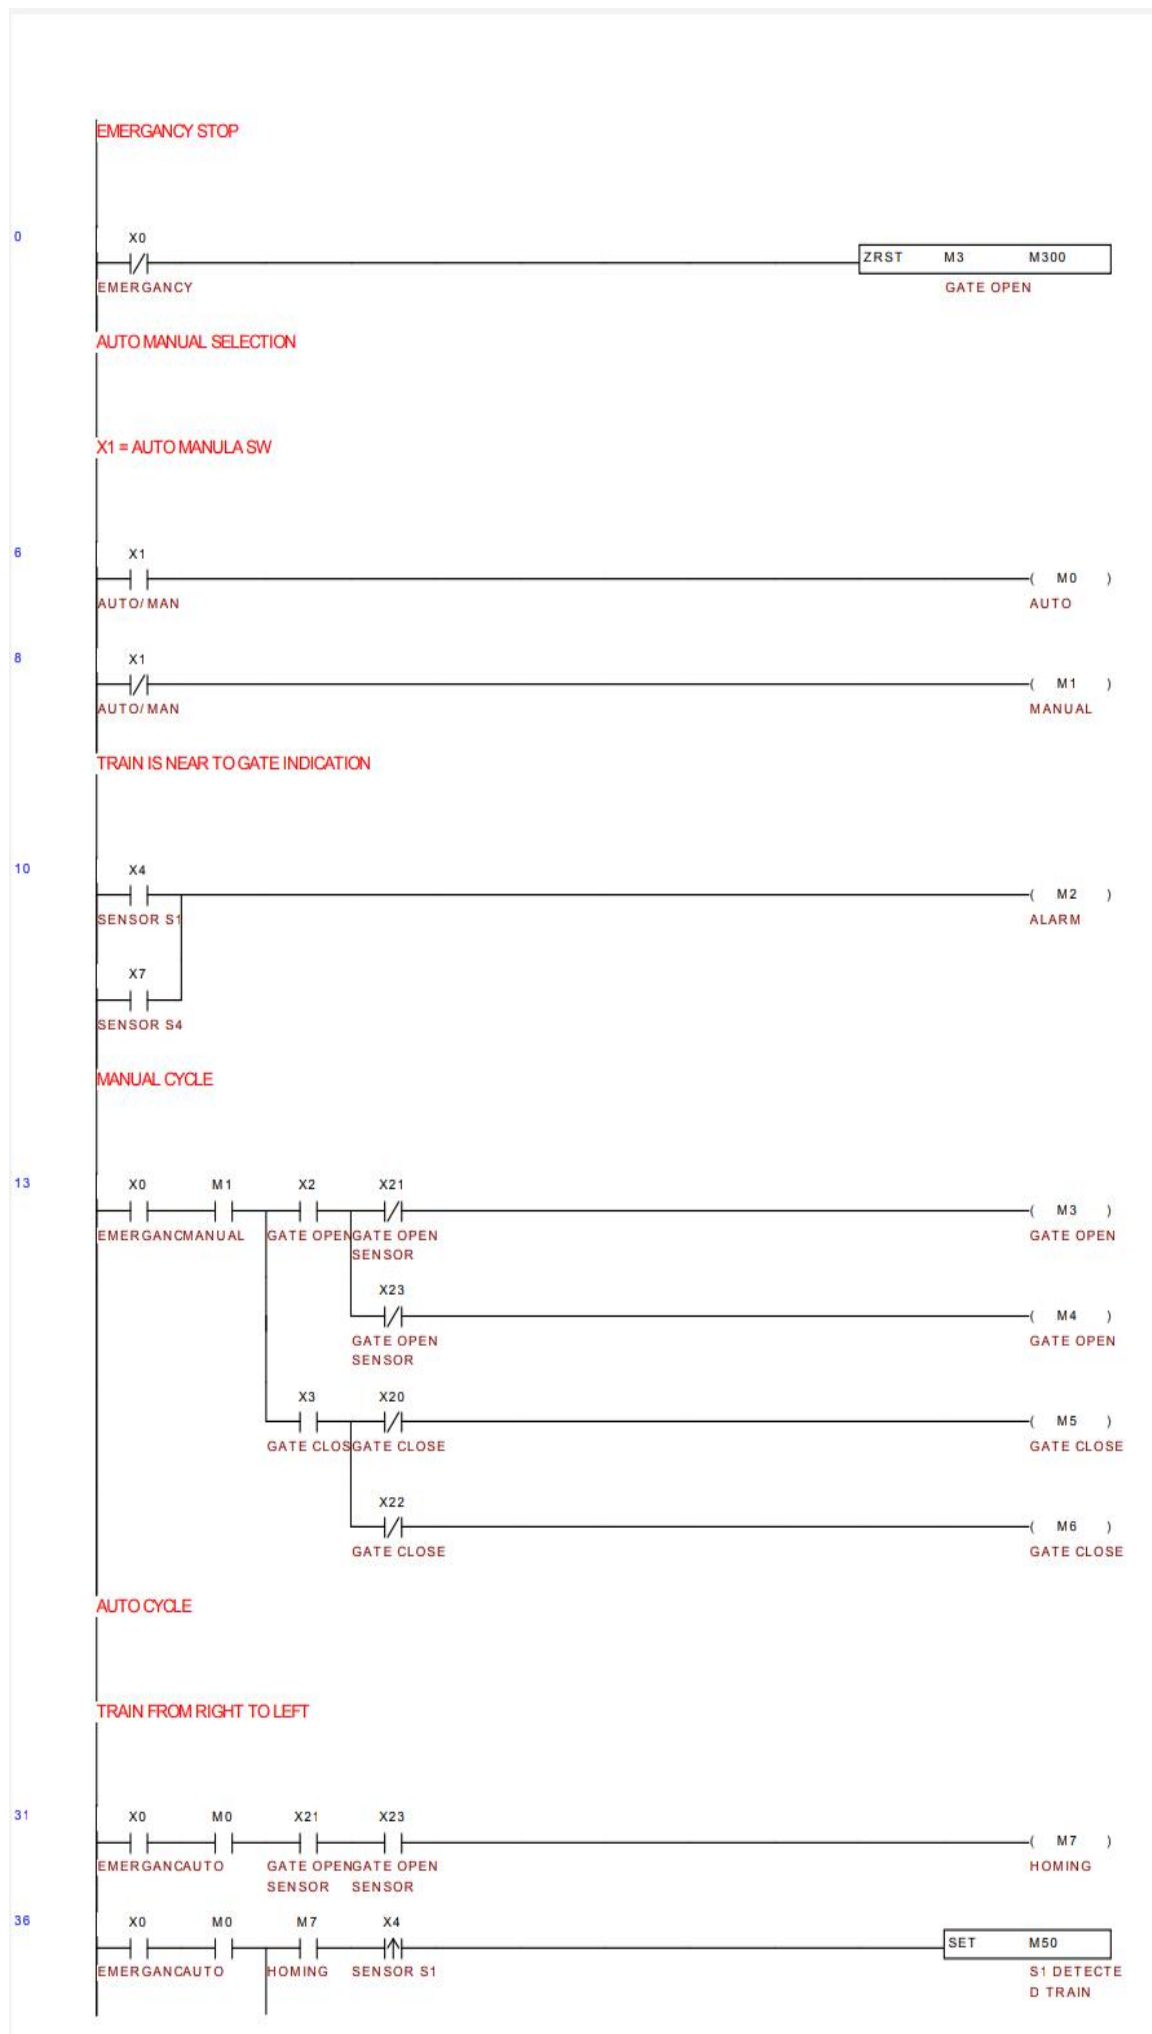 EMERGANCY STOP
0
X0
ZRST M3 M300
EMERGANCY GATE OPEN
AUTO MANUAL SELECTION
X1 = AUTO MANULA SW
6
X1
( M0 )
AUTO/MAN AUTO
8
X1
( M1 )
AUTO/MAN MANUAL
TRAIN IS NEAR TO GATE INDICATION
10
X4
( M2 )
SENSOR S1 ALARM
X7
SENSOR S4
MANUAL CYCLE
13
X0 M1 X2 X21
( M3 )
EMERGANCMANUAL GATE OPENGATE OPEN GATE OPEN
SENSOR
X23
( M4 )
GATE OPEN GATE OPEN
SENSOR
X3 X20
( M5 )
GATE CLOSGATE CLOSE GATE CLOSE
X22
( M6 )
GATE CLOSE GATE CLOSE
AUTO CYCLE
TRAIN FROM RIGHT TO LEFT
31
X0 M0 X21 X23
( M7 )
EMERGANCAUTO GATE OPENGATE OPEN HOMING
SENSOR SENSOR
36
X0 M0 M7 X4
SET M50
EMERGANCAUTO HOMING SENSOR S1 S1 DETECTE
D TRAIN